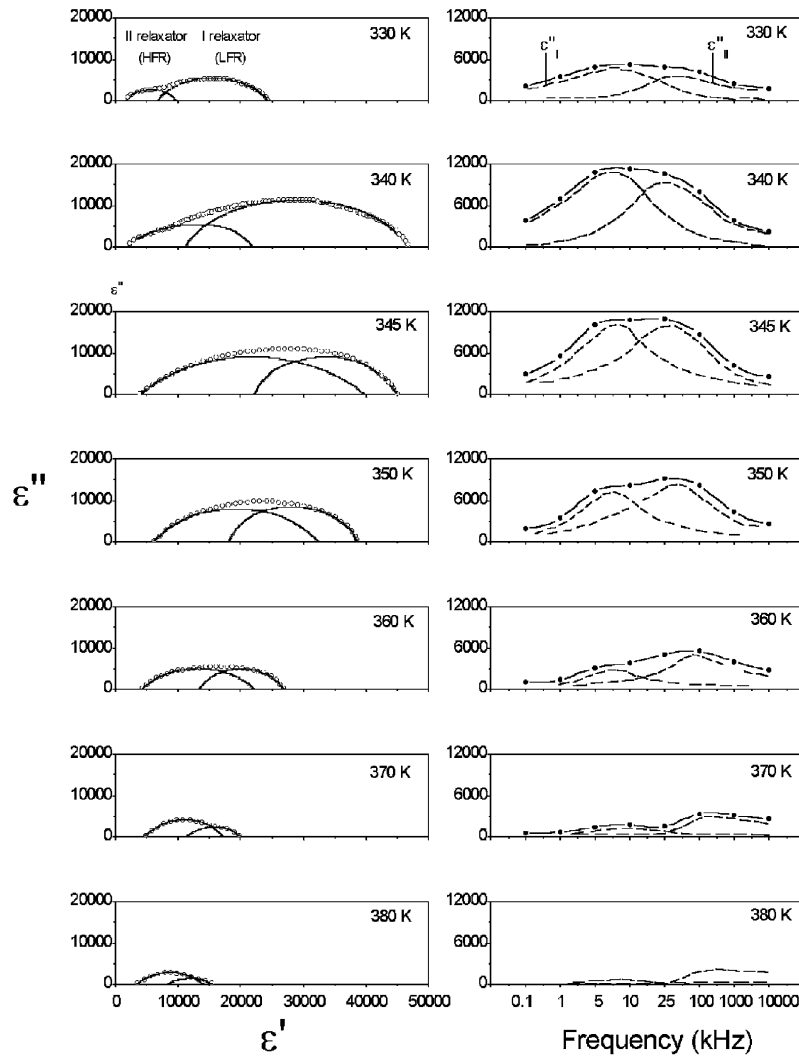 20000 II relaxator I relaxator 330 K
(HFR) (LFR)
10000
0
12000 330 K
ε"I ε"II
6000
0
20000 340 K
10000
0
12000 340 K
6000
0
ε"
20000 345 K
10000
0
12000 345 K
6000
0
20000 350 K
10000
0
12000 350 K
6000
0
ε"
20000 360 K
10000
0
12000 360 K
6000
0
20000 370 K
10000
0
12000 370 K
6000
0
20000 380 K
10000
0
12000 380 K
6000
0
0 10000 20000 30000 40000 50000
ε'
0.1 1 5 10 25 100 1000 10000
Frequency (kHz)